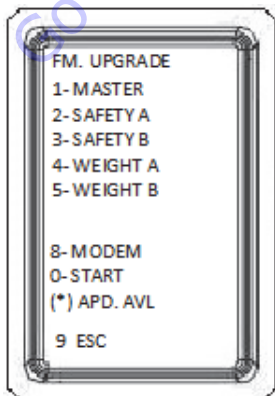 Go
FM. UPGRADE
1- MASTER
2- SAFETY A
3- SAFETY B
4- WEIGHT A
5- WEIGHT B
8- MODEM
0- START
(*) APD. AVL
9 ESC